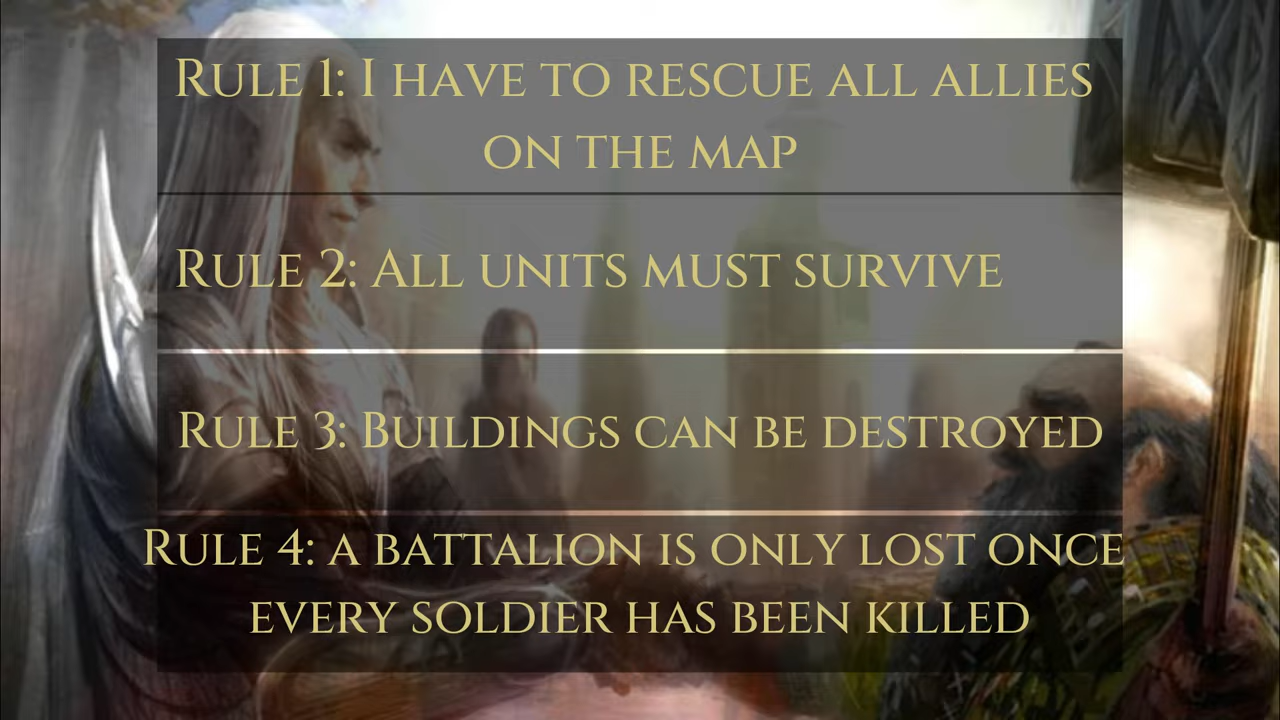 Rule 1: I have to rescue all allies
on the map
Rule 2: All units must survive
Rule 3: Buildings can be destroyed
Rule 4: a battalion is only lost once
every soldier has been killed